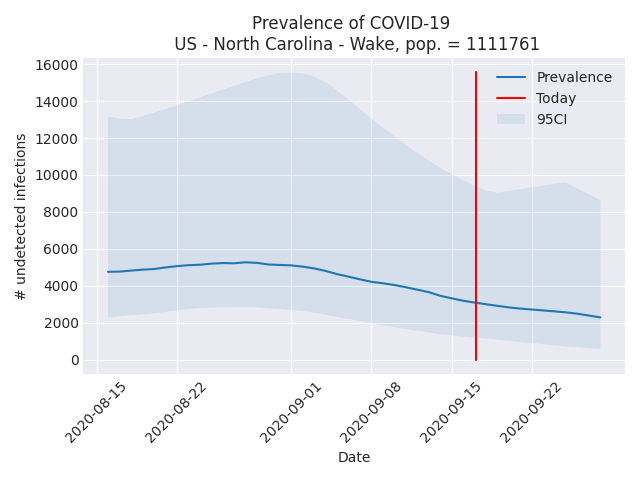 Prevalence of COVID-19
US - North Carolina - Wake, pop. = 1111761
16000
14000
12000
10000
8000
6000
4000
2000
0
# undetected infections
Prevalence
Today
95CI
2020-08-15
2020-08-22
2020-09-01
2020-09-08
2020-09-15
2020-09-22
Date